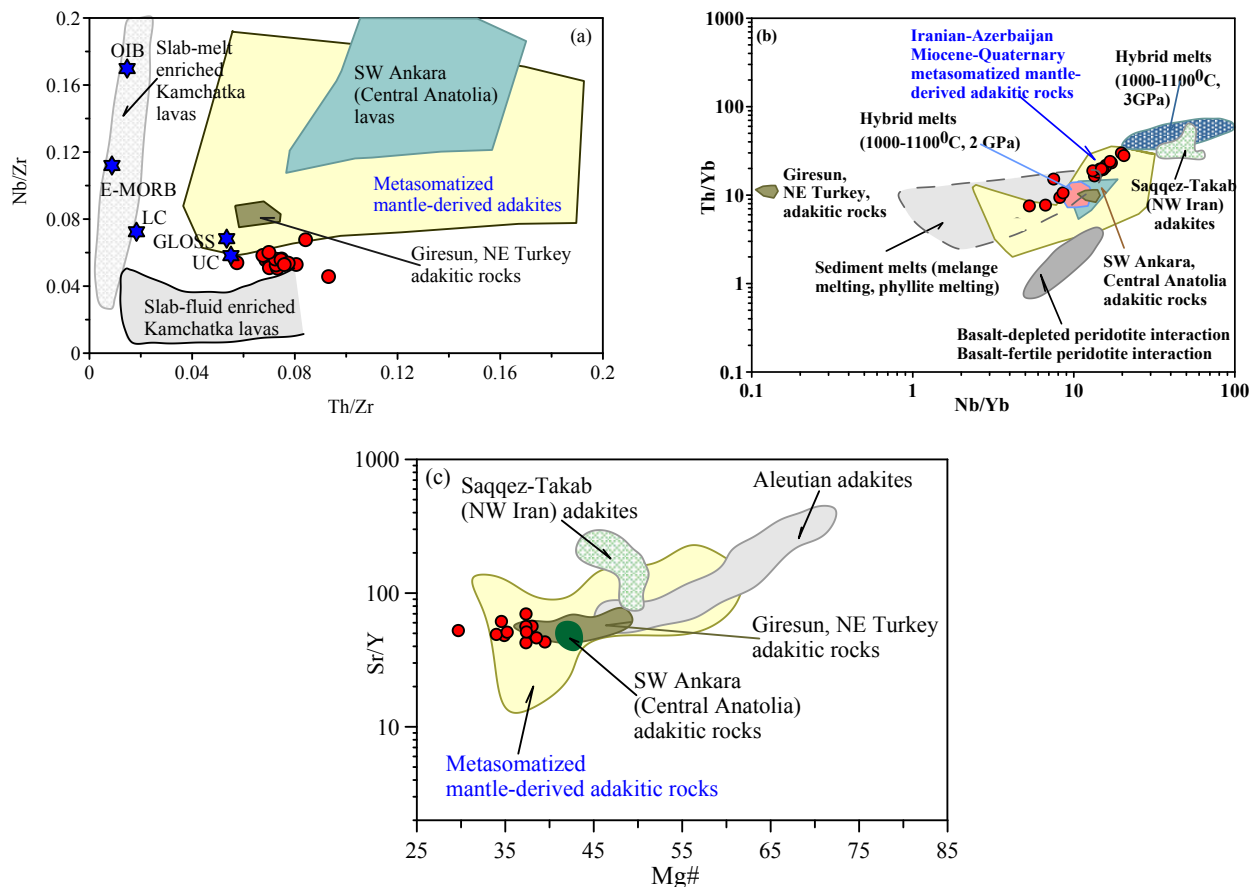 (a)
0.2
0.16
0.12
0.08
0.04
0
Nb/Zr
OIB
E-MORB
LC
GLOSS
UC
Slab-melt
enriched
Kamchatka
lavas
SW Ankara
(Central Anatolia)
lavas
Metasomatized
mantle-derived adakites
Giresun, NE Turkey
adakitic rocks
Slab-fluid enriched
Kamchatka lavas
0
0.04
0.08
0.12
0.16
0.2
Th/Zr
(b)
1000
100
10
1
0.1
Th/Yb
Iranian-Azerbaijan
Miocene-Quaternary
metasomatized mantle-
derived adakitic rocks
Hybrid melts
(1000-1100⁰C,
3GPa)
Hybrid melts
(1000-1100⁰C, 2 GPa)
Giresun,
NE Turkey,
adakitic rocks
Saqqez-Takab
(NW Iran)
adakites
Sediment melts (melange
melting, phyllite melting)
SW Ankara,
Central Anatolia
adakitic rocks
Basalt-depleted peridotite interaction
Basalt-fertile peridotite interaction
0.1
1
10
100
Nb/Yb
(c)
1000
100
10
Sr/Y
Saqqez-Takab
(NW Iran) adakites
Aleutian adakites
Giresun, NE Turkey
adakitic rocks
SW Ankara
(Central Anatolia)
adakitic rocks
Metasomatized
mantle-derived adakitic rocks
25
35
45
55
65
75
85
Mg#